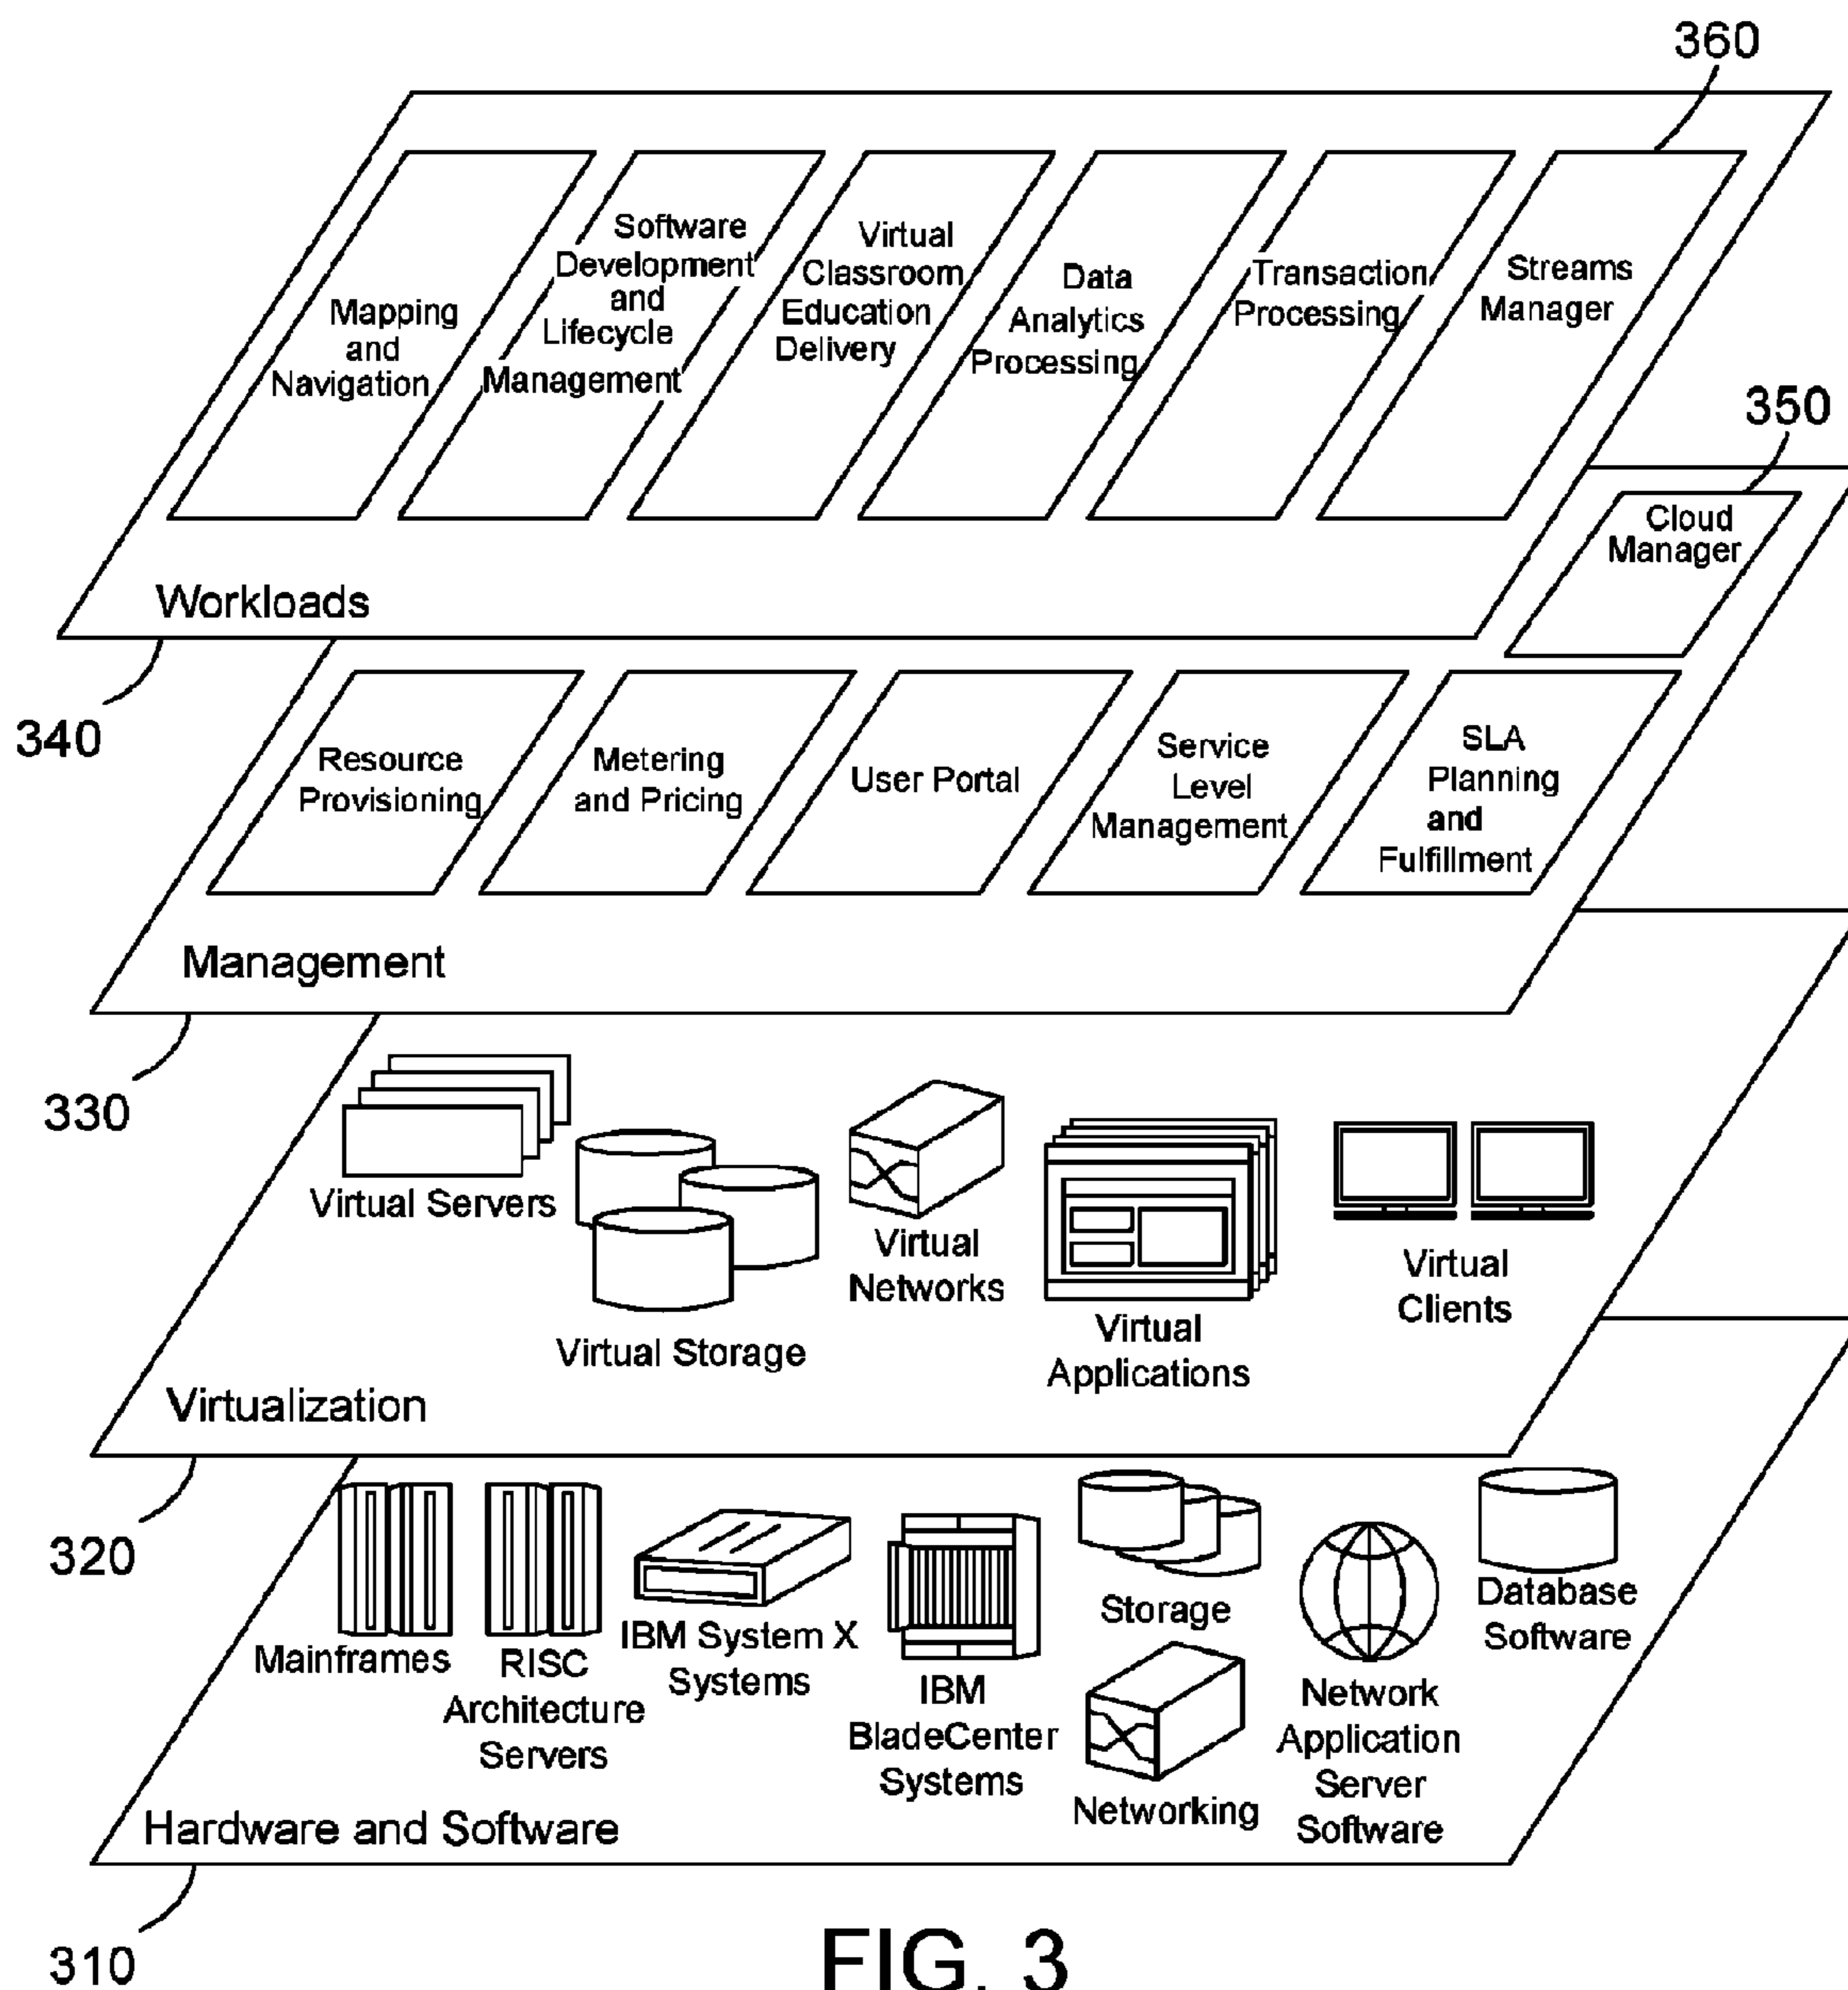 360
Mapping
and
Navigation
Software
Development
and
Lifecycle
Management
Virtual
Classroom
Education
Delivery
Data
Analytics
Processing
Transaction
Processing
Streams
Manager
350
Cloud
Manager
Workloads
340
Resource
Provisioning
Metering
and Pricing
User Portal
Service
Level
Management
SLA
Planning
and
Fulfillment
Management
330
Virtual Servers
Virtual Storage
Virtual
Networks
Virtual
Applications
Virtual
Clients
Virtualization
320
Mainframes
RISC
Architecture
Servers
IBM System X
Systems
IBM
BladeCenter
Systems
Storage
Networking
Network
Application
Server
Software
Database
Software
Hardware and Software
310
FIG. 3